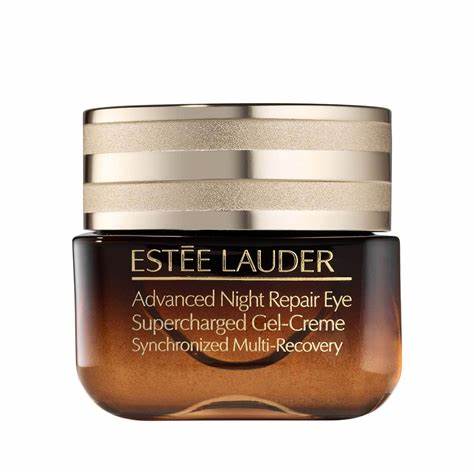 ESTĒE LAUDER
Advanced Night Repair Eye
Supercharged Gel-Creme
Synchronized Multi-Recovery